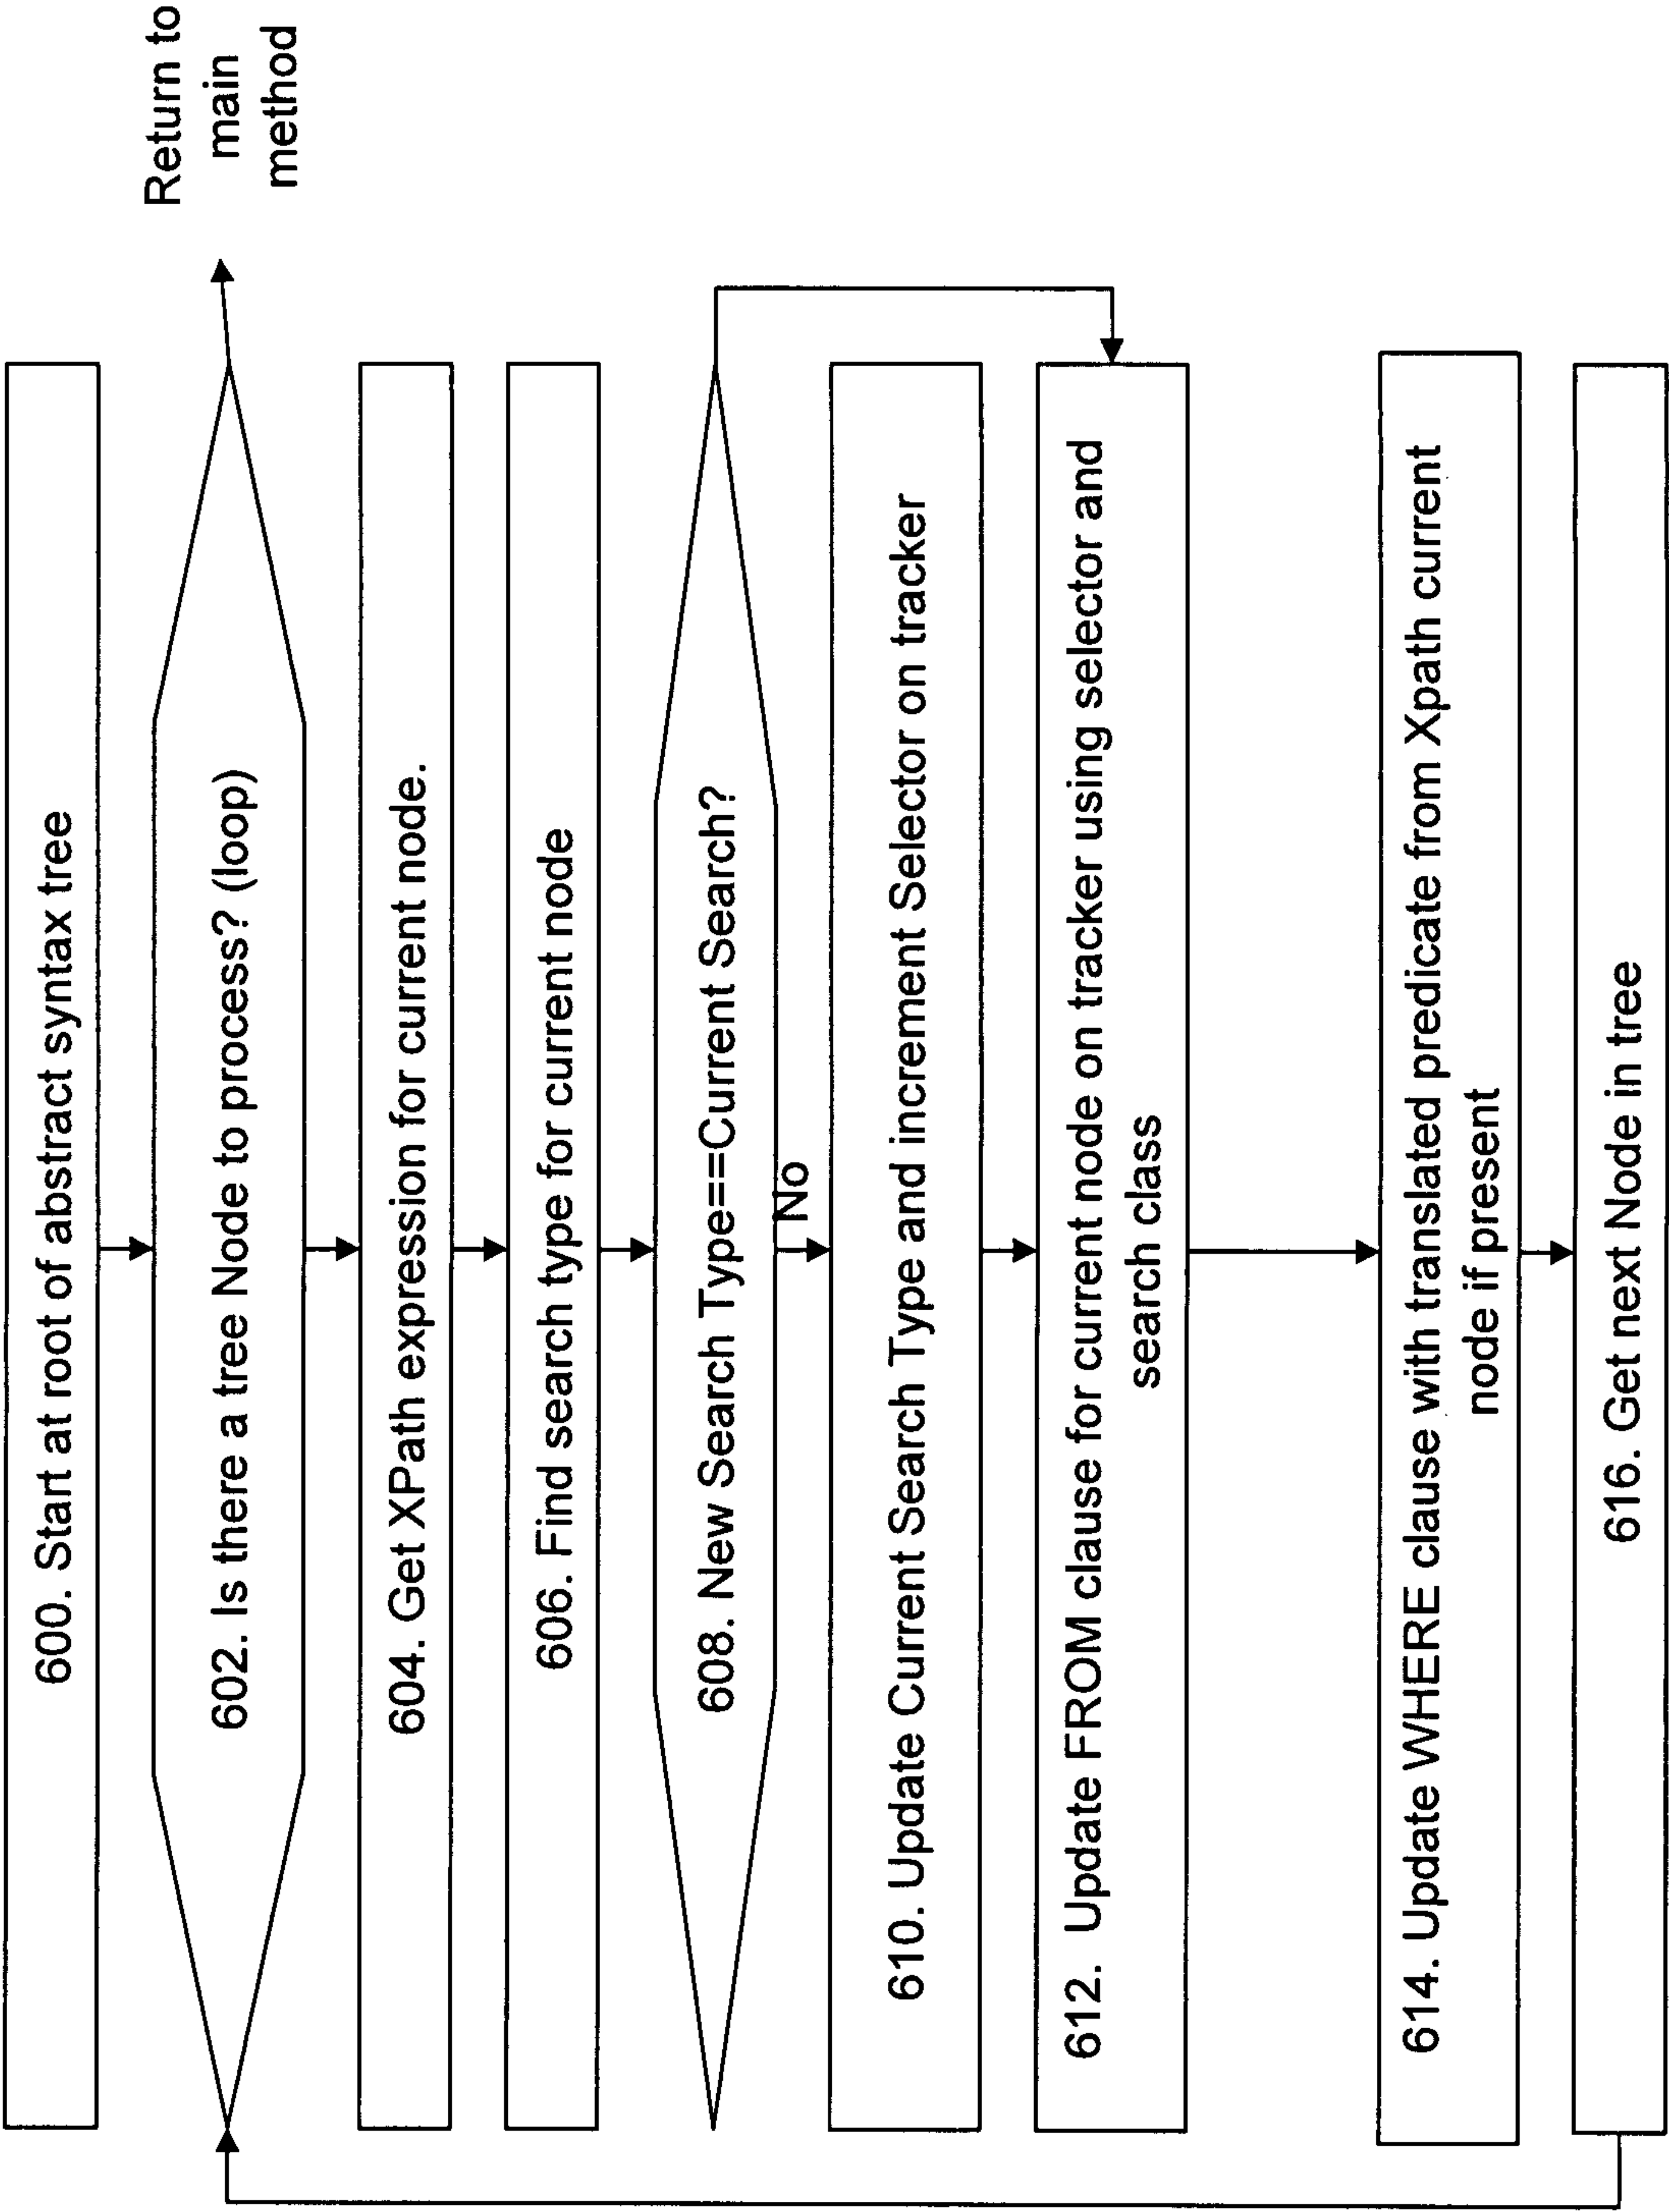 600. Start at root of abstract syntax tree
Return to
main
method
602. Is there a tree Node to process? (loop)
604. Get XPath expression for current node.
606. Find search type for current node
608. New Search Type==Current Search?
No
610. Update Current Search Type and increment Selector on tracker
612. Update FROM clause for current node on tracker using selector and
search class
614. Update WHERE clause with translated predicate from Xpath current
node if present
616. Get next Node in tree